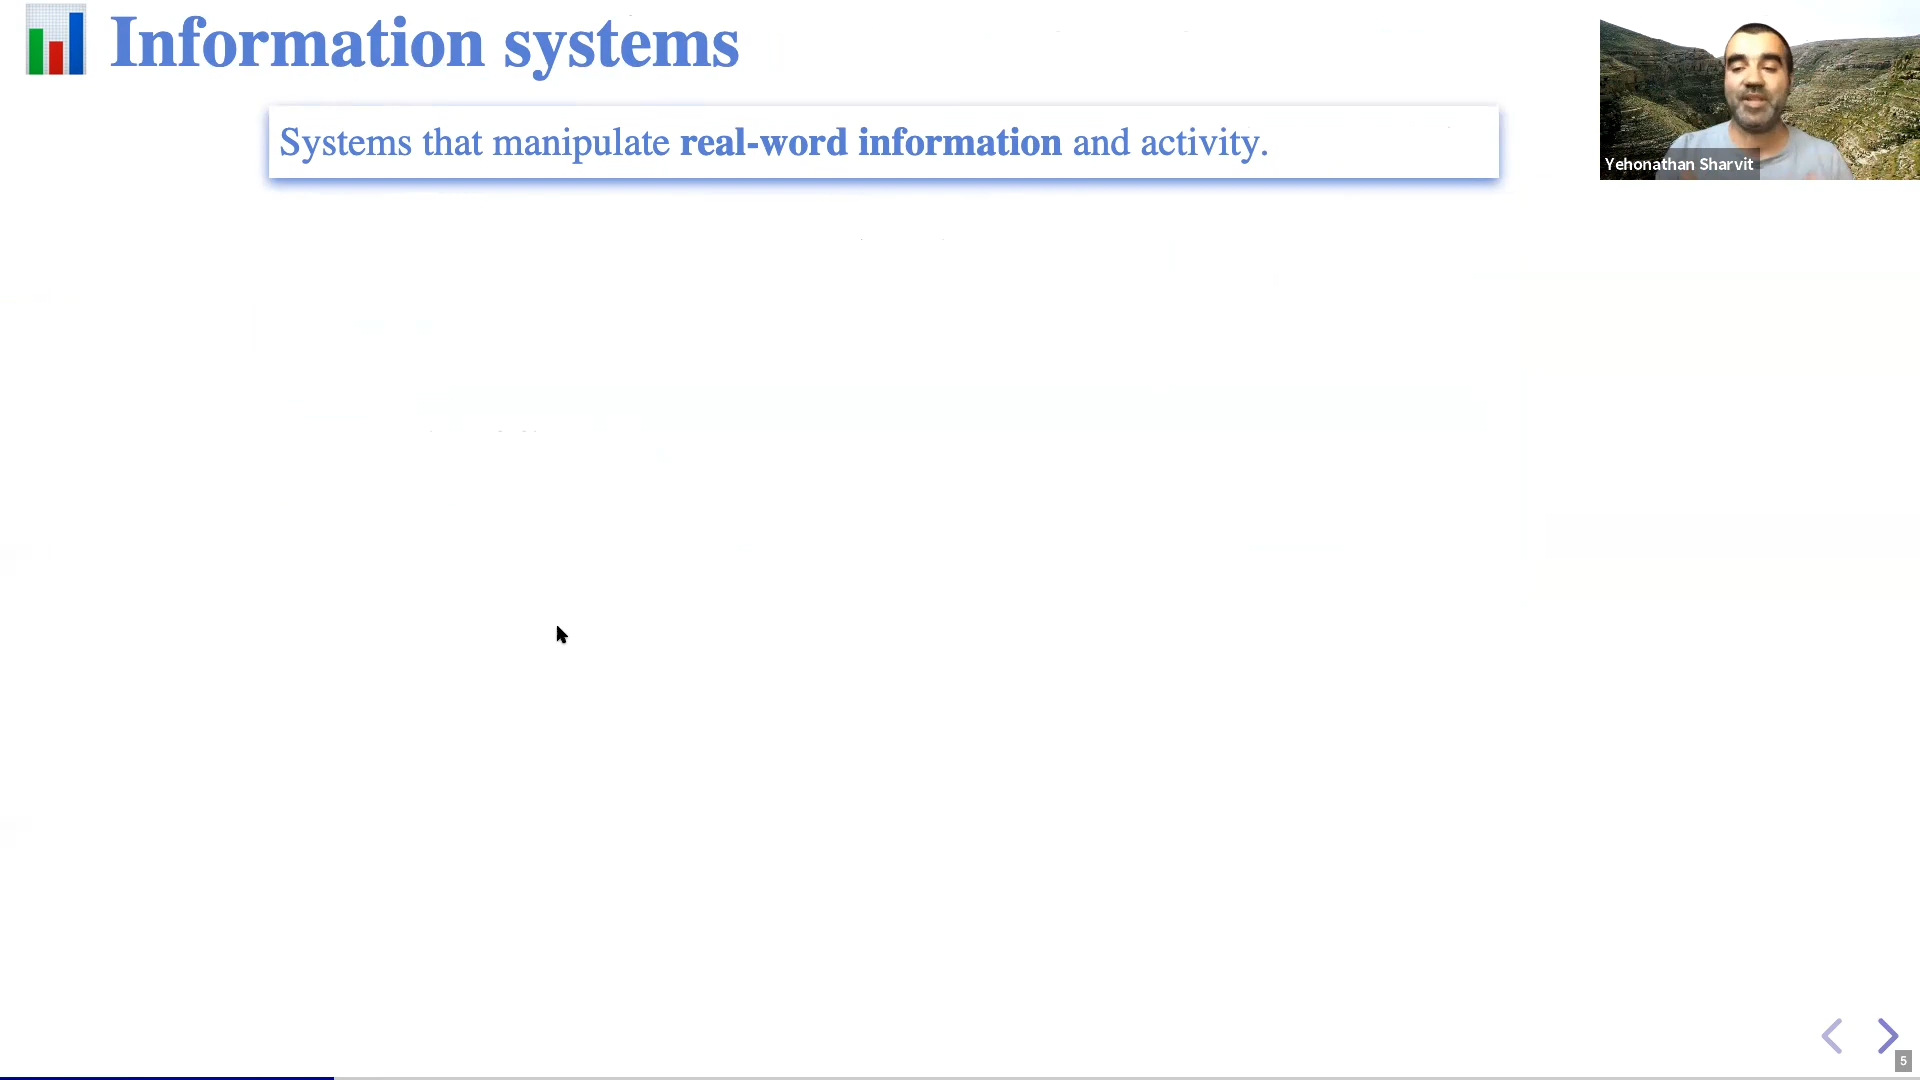 Information systems
Systems that manipulate real-word information and activity.
Yehonathan Sharvit
5